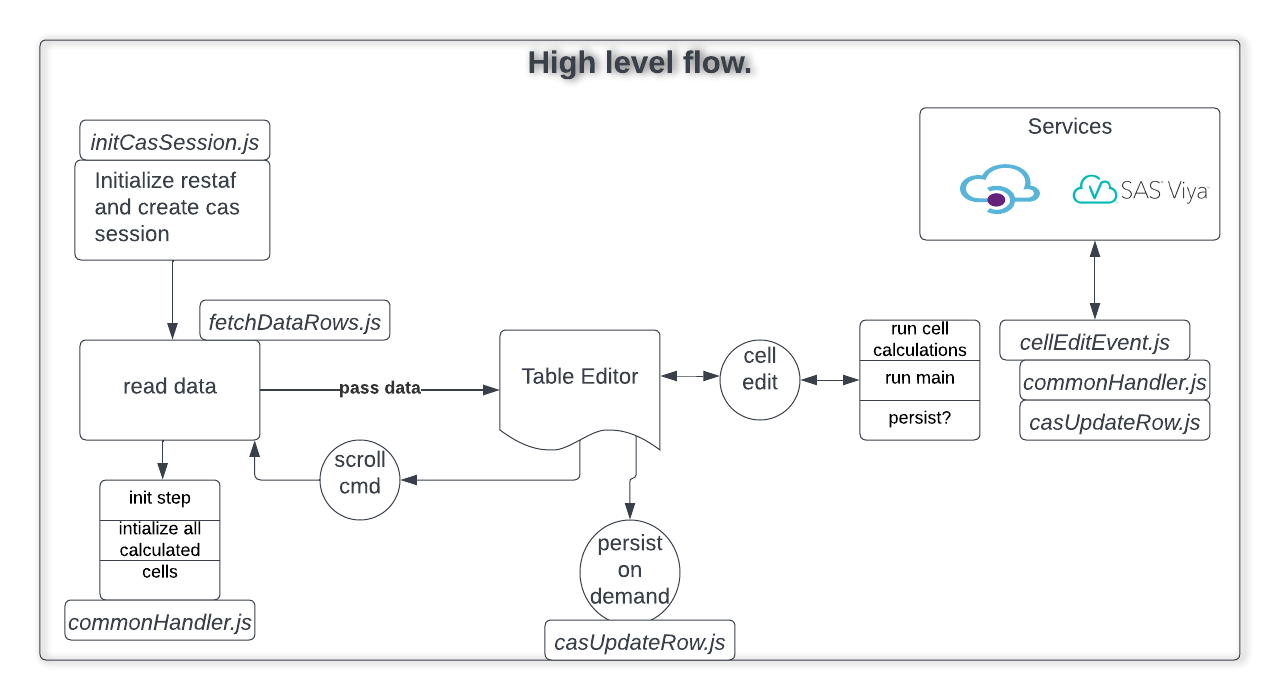 High level flow.
initCasSession.js
Initialize restaf
and create cas
session
Services
SAS Viya
fetchDataRows.js
read data
pass data
Table Editor
cell
edit
run cell
calculations
run main
persist?
cellEditEvent.js
commonHandler.js
casUpdateRow.js
scroll
cmd
init step
intialize all
calculated
cells
commonHandler.js
persist
on
demand
casUpdateRow.js